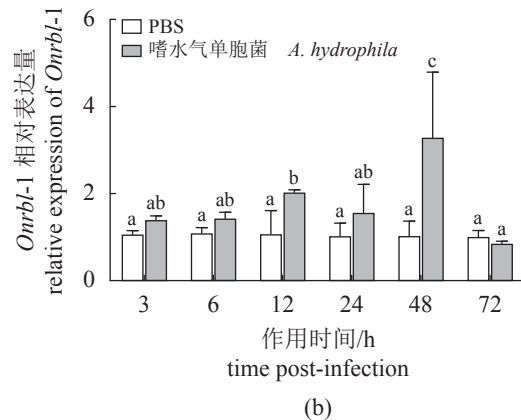 Onrbl-1 相对表达量
relative expression of Onrbl-1
6
4
2
0
PBS
嗜水气单胞菌 A. hydrophila
a ab
a ab
a b
a ab
a c
a a
3 6 12 24 48 72
作用时间/h
time post-infection
(b)